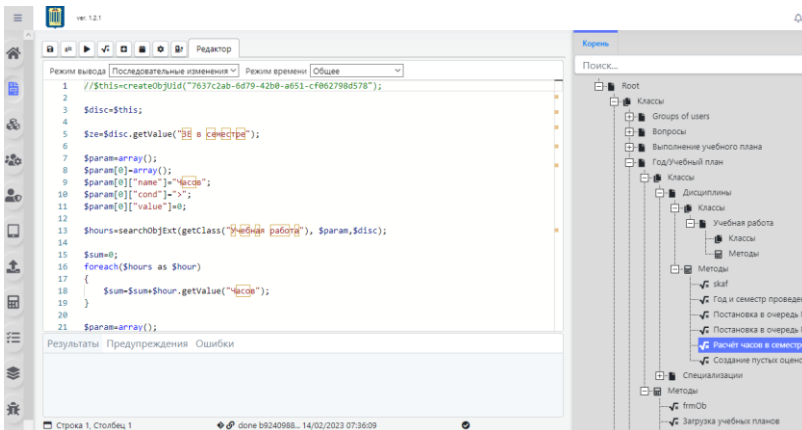 ver. 1.2.1
Редактор
Режим вывода Последовательные изменения Режим времени Общее
1 //$this=createObjUid("7637c2ab-6d79-42b0-a651-cf062798d578");
2
3 $disc=$this;
4
5 $ze=$disc.getValue("ЗЕ в семестре");
6
7 $param=array();
8 $param[0]=array();
9 $param[0]["name"]="Часов";
10 $param[0]["cond"]=">";
11 $param[0]["value"]=0;
12
13 $hours=searchObjExt(getClass("Учебная работа"), $param,$disc);
14
15 $sum=0;
16 foreach($hours as $hour)
17 {
18 $sum=$sum+$hour.getValue("Часов");
19 }
20
21 $param=array();
Результаты Предупреждения Ошибки
Строка 1, Столбец 1 done b9240988... 14/02/2023 07:36:09
Корень
Поиск...
Root
Классы
Groups of users
Вопросы
Выполнение учебного плана
Год/Учебный план
Классы
Дисциплины
Классы
Учебная работа
Классы
Методы
Методы
skaf
Год и семестр проведе
Постановка в очередь
Постановка в очередь
Расчёт часов в семестр
Создание пустых оцено
Специализации
Методы
frmOb
Загрузка учебных планов